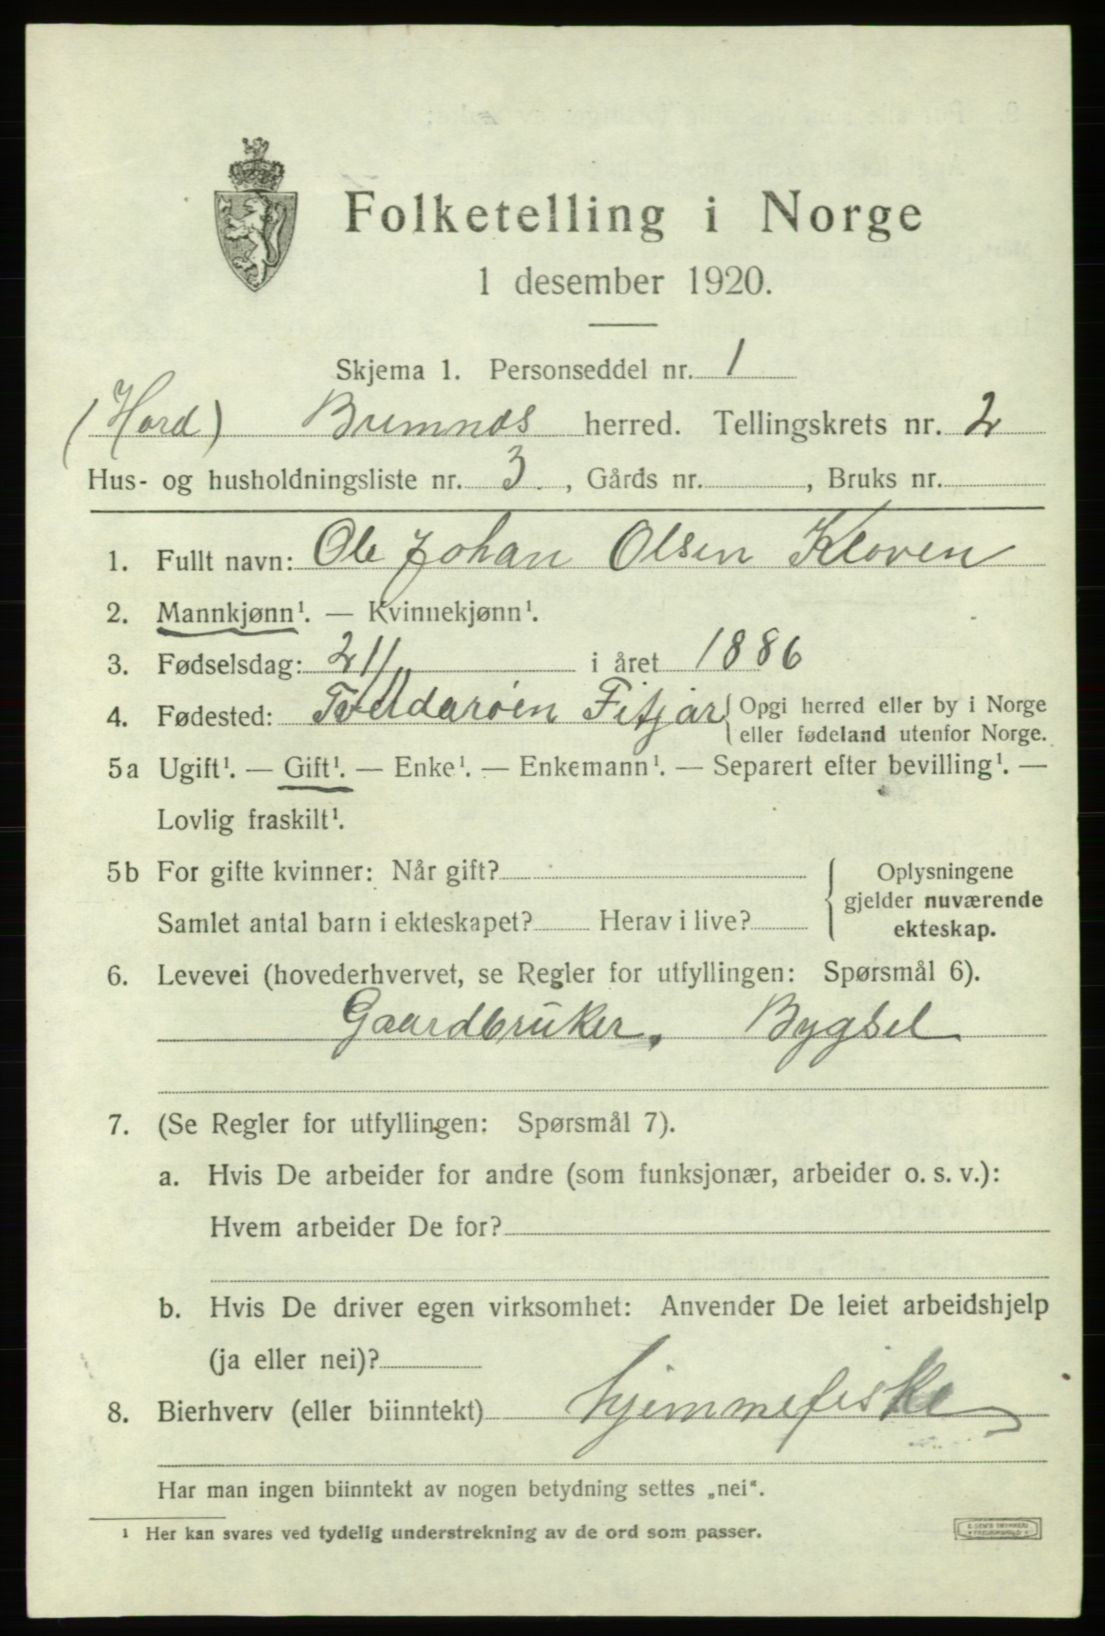 Folketelling i Norge
1 desember 1920.
Skjema 1. Personseddel nr. 1
(Hord) Bremnes herred. Tellingskrets nr. 2
Hus- og husholdningsliste nr. 3, Gårds nr. , Bruks nr.
1. Fullt navn: Ole Johan Olsen Kloven
2. Mannkjønn¹. — Kvinnekjønn¹.
3. Fødselsdag: i året 1886
4. Fødested: Fitjar { Opgi herred eller by i Norge
eller fødeland utenfor Norge.
5a Ugift¹. — Gift¹. — Enke¹. — Enkemann¹. — Separert efter bevilling¹. —
Lovlig fraskilt¹.
5b For gifte kvinner: Når gift?
Samlet antal barn i ekteskapet? Herav i live?
{ Oplysningene
gjelder nuværende
ekteskap.
6. Levevei (hovederhvervet, se Regler for utfyllingen: Spørsmål 6).
Gaardbruker, Bygsel
7. (Se Regler for utfyllingen: Spørsmål 7).
a. Hvis De arbeider for andre (som funksjonær, arbeider o. s. v.):
Hvem arbeider De for?
b. Hvis De driver egen virksomhet: Anvender De leiet arbeidshjelp
(ja eller nei)?
8. Bierhverv (eller biinntekt) hjemmefiske
Har man ingen biinntekt av nogen betydning settes „nei“.
¹ Her kan svares ved tydelig understrekning av de ord som passer.